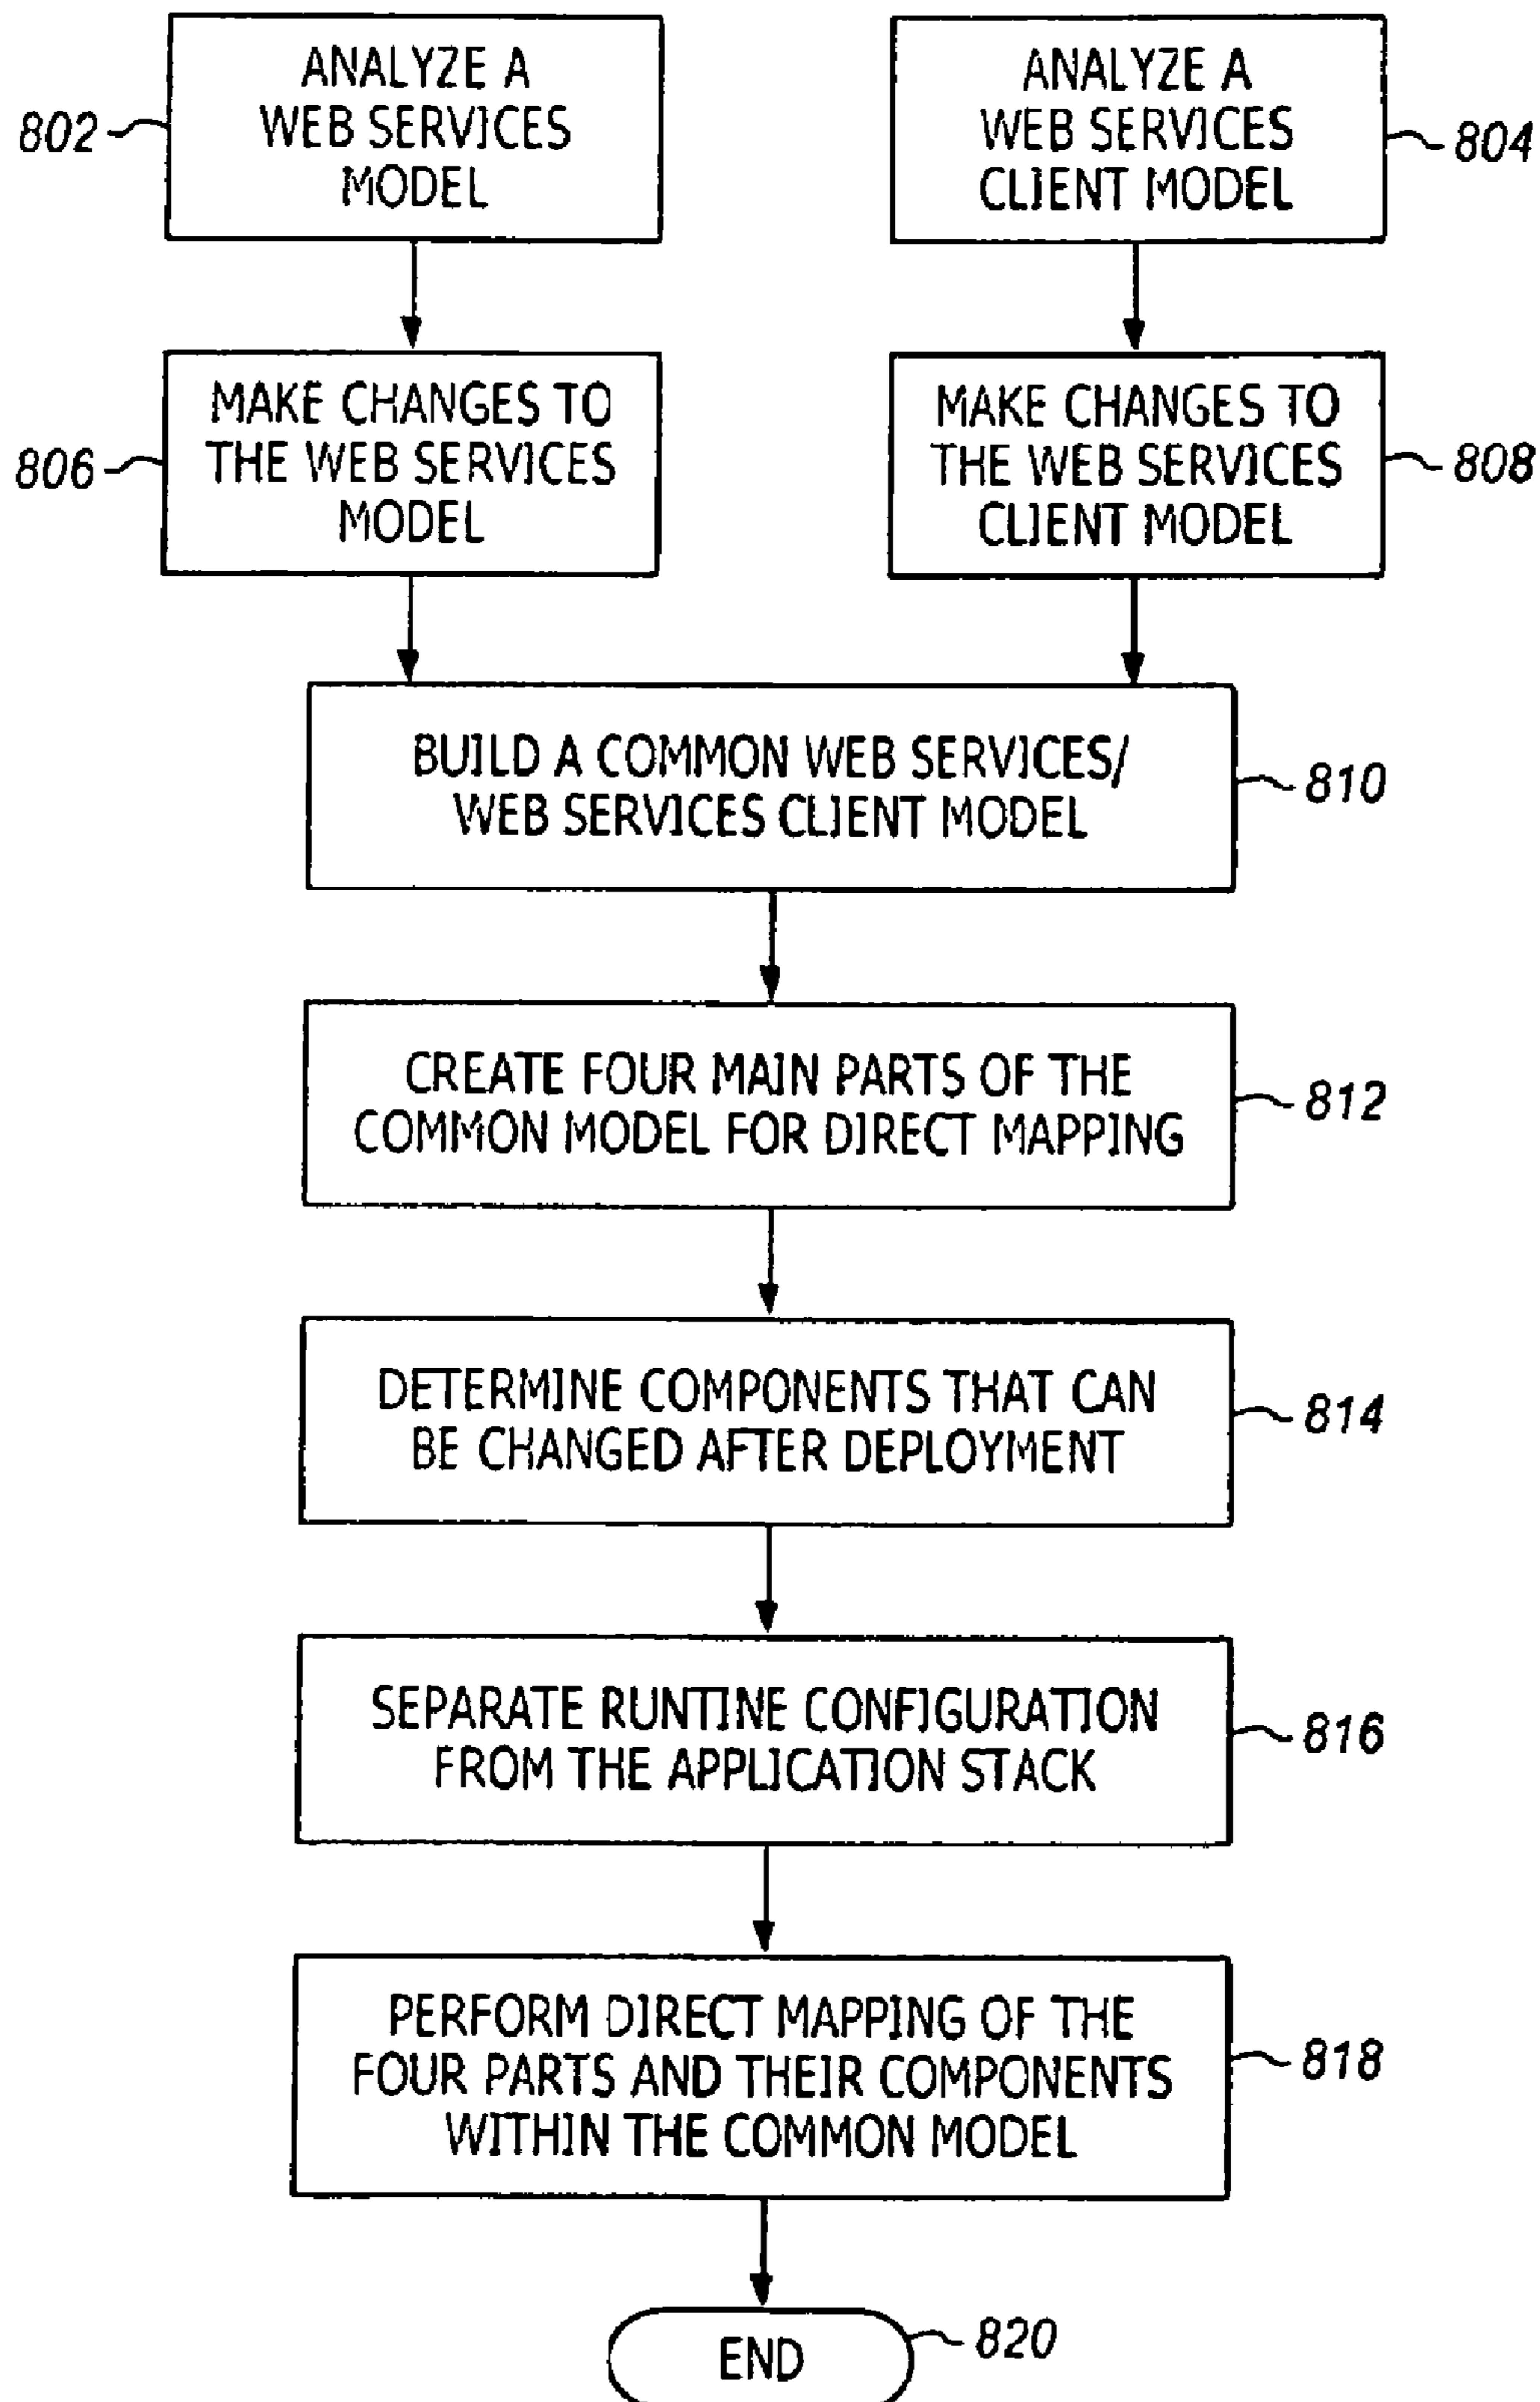 ANALYZE A
WEB SERVICES
MODEL
802
ANALYZE A
WEB SERVICES
CLIENT MODEL
804
MAKE CHANGES TO
THE WEB SERVICES
MODEL
806
MAKE CHANGES TO
THE WEB SERVICES
CLIENT MODEL
808
BUILD A COMMON WEB SERVICES/
WEB SERVICES CLIENT MODEL
810
CREATE FOUR MAIN PARTS OF THE
COMMON MODEL FOR DIRECT MAPPING
812
DETERMINE COMPONENTS THAT CAN
BE CHANGED AFTER DEPLOYMENT
814
SEPARATE RUNTINE CONFIGURATION
FROM THE APPLICATION STACK
816
PERFORM DIRECT MAPPING OF THE
FOUR PARTS AND THEIR COMPONENTS
WITHIN THE COMMON MODEL
818
END
820